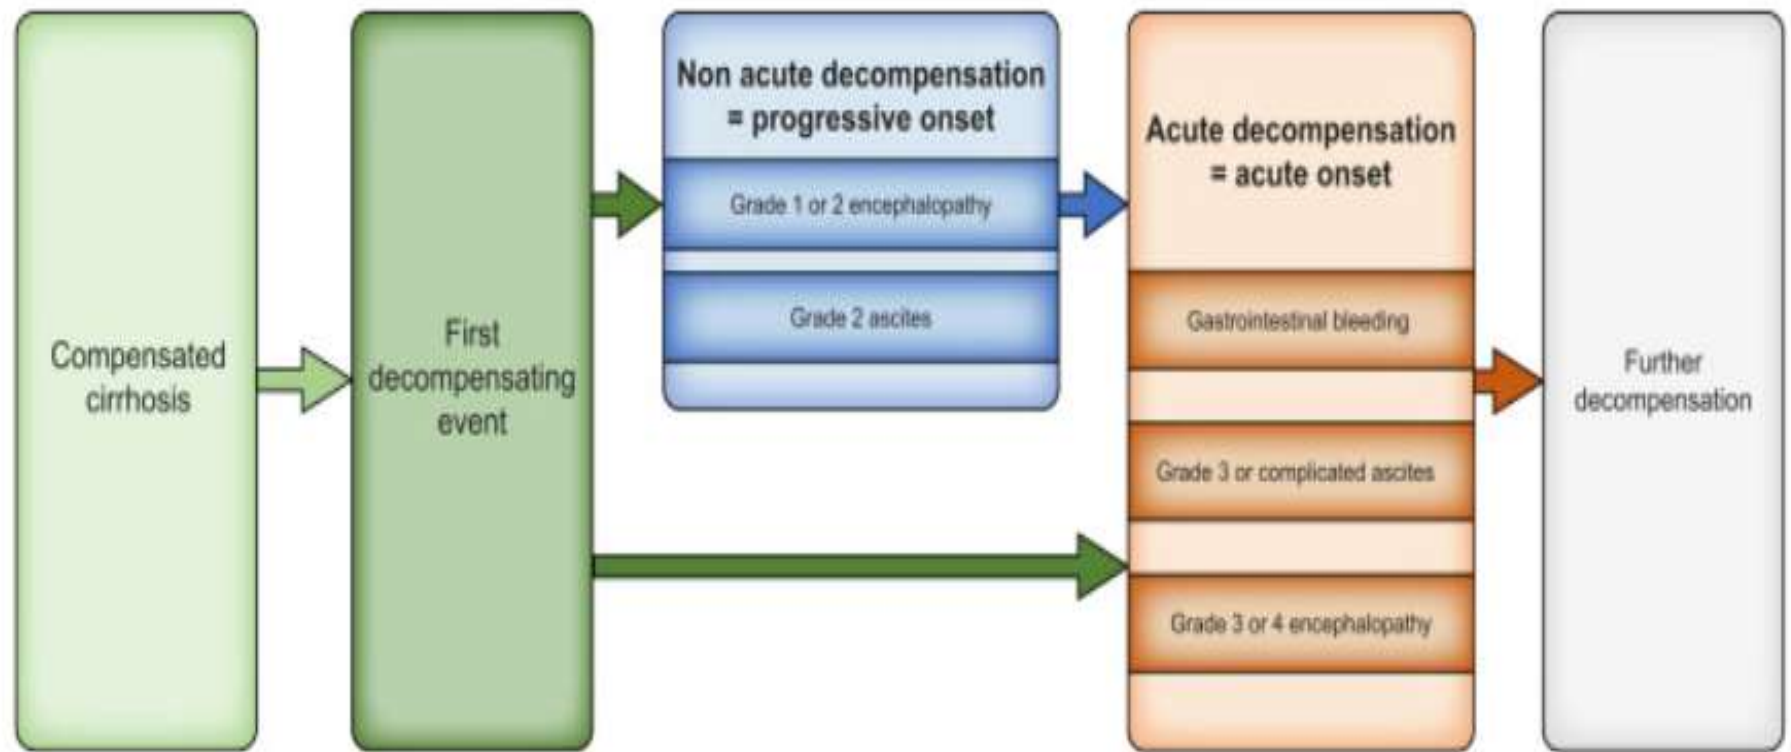 Compensated
cirrhosis
First
decompensating
event
Non acute decompensation
= progressive onset
Grade 1 or 2 encephalopathy
Grade 2 ascites
Acute decompensation
= acute onset
Gastrointestinal bleeding
Grade 3 or complicated ascites
Grade 3 or 4 encephalopathy
Further
decompensation